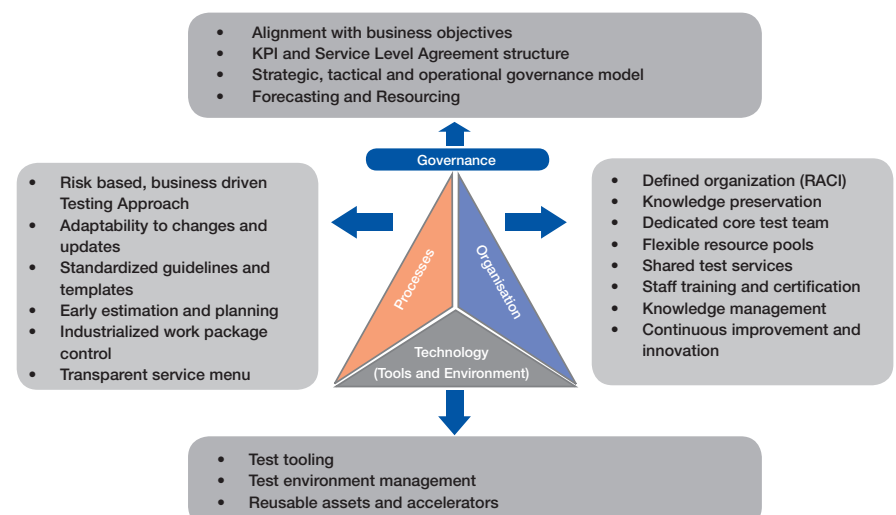 • Alignment with business objectives
• KPI and Service Level Agreement structure
• Strategic, tactical and operational governance model
• Forecasting and Resourcing
Governance
• Risk based, business driven
Testing Approach
• Adaptability to changes and
updates
• Standardized guidelines and
templates
• Early estimation and planning
• Industrialized work package
control
• Transparent service menu
Processes
Organisation
Technology
(Tools and Environment)
• Defined organization (RACI)
• Knowledge preservation
• Dedicated core test team
• Flexible resource pools
• Shared test services
• Staff training and certification
• Knowledge management
• Continuous improvement and
innovation
• Test tooling
• Test environment management
• Reusable assets and accelerators